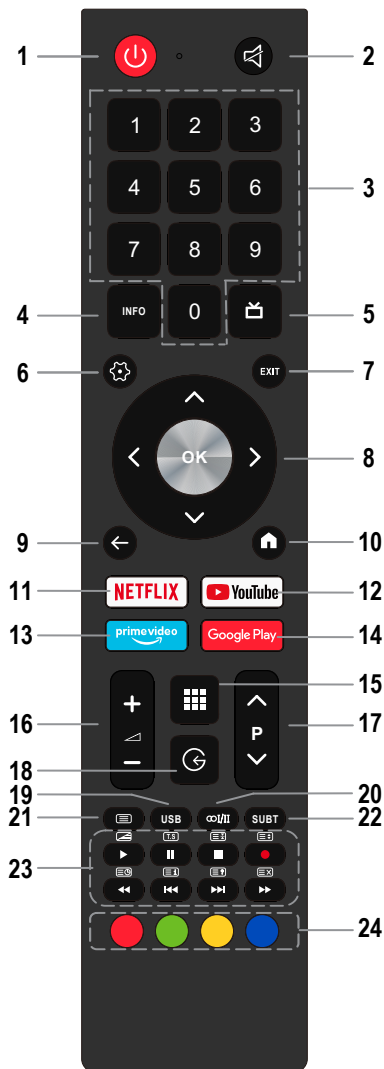 1 2
1 2 3
3
4 5 6
7 8 9
4 INFO 0 5
6 EXIT 7
OK 8
9 10
11 NETFLIX YouTube 12
13 prime video Google Play 14
15
16 + P 17
18 −
19 20
21 USB I/II SUBT 22
T.S
23
24